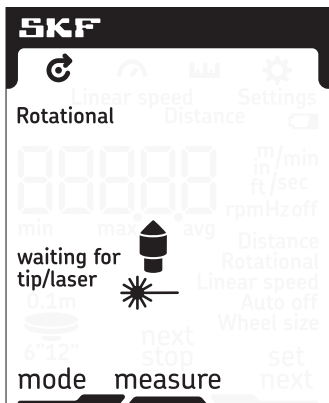 SKF
Linear speed Settings
Rotational Distance
88888 m/min
in
ft/sec
rpmHzoff
min max avg
Distance
waiting for Rotational
tip/laser Linear speed
0.1m Auto off
Wheel size
6"12" next
stop set
mode measure next